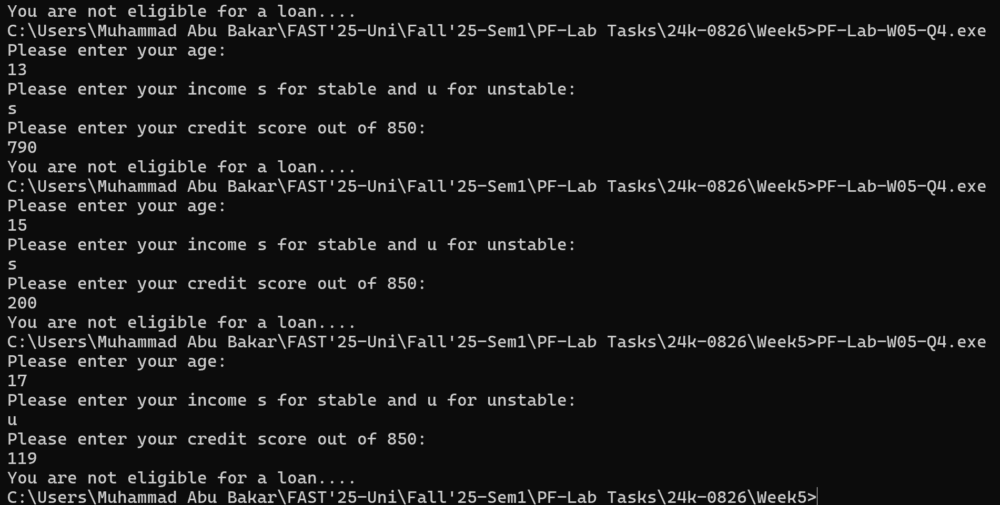 You are not eligible for a loan....
C:\Users\Muhammad Abu Bakar\FAST'25-Uni\Fall'25-Sem1\PF-Lab Tasks\24k-0826\Week5>PF-Lab-W05-Q4.exe
Please enter your age:
13
Please enter your income s for stable and u for unstable:
s
Please enter your credit score out of 850:
790
You are not eligible for a loan....
C:\Users\Muhammad Abu Bakar\FAST'25-Uni\Fall'25-Sem1\PF-Lab Tasks\24k-0826\Week5>PF-Lab-W05-Q4.exe
Please enter your age:
15
Please enter your income s for stable and u for unstable:
s
Please enter your credit score out of 850:
200
You are not eligible for a loan....
C:\Users\Muhammad Abu Bakar\FAST'25-Uni\Fall'25-Sem1\PF-Lab Tasks\24k-0826\Week5>PF-Lab-W05-Q4.exe
Please enter your age:
17
Please enter your income s for stable and u for unstable:
u
Please enter your credit score out of 850:
119
You are not eligible for a loan....
C:\Users\Muhammad Abu Bakar\FAST'25-Uni\Fall'25-Sem1\PF-Lab Tasks\24k-0826\Week5>